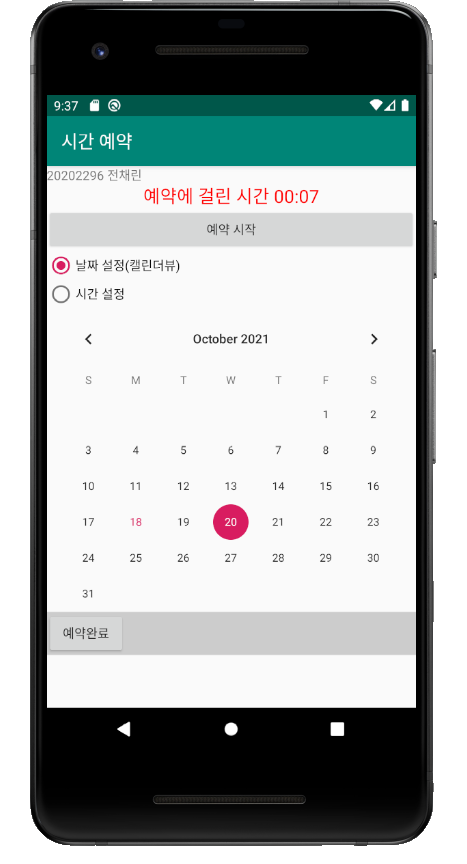 9:37
시간 예약
20202296 전채린
예약에 걸린 시간 00:07
예약 시작
날짜 설정(캘린더뷰)
시간 설정
October 2021
S M T W T F S
1 2
3 4 5 6 7 8 9
10 11 12 13 14 15 16
17 18 19 20 21 22 23
24 25 26 27 28 29 30
31
예약완료